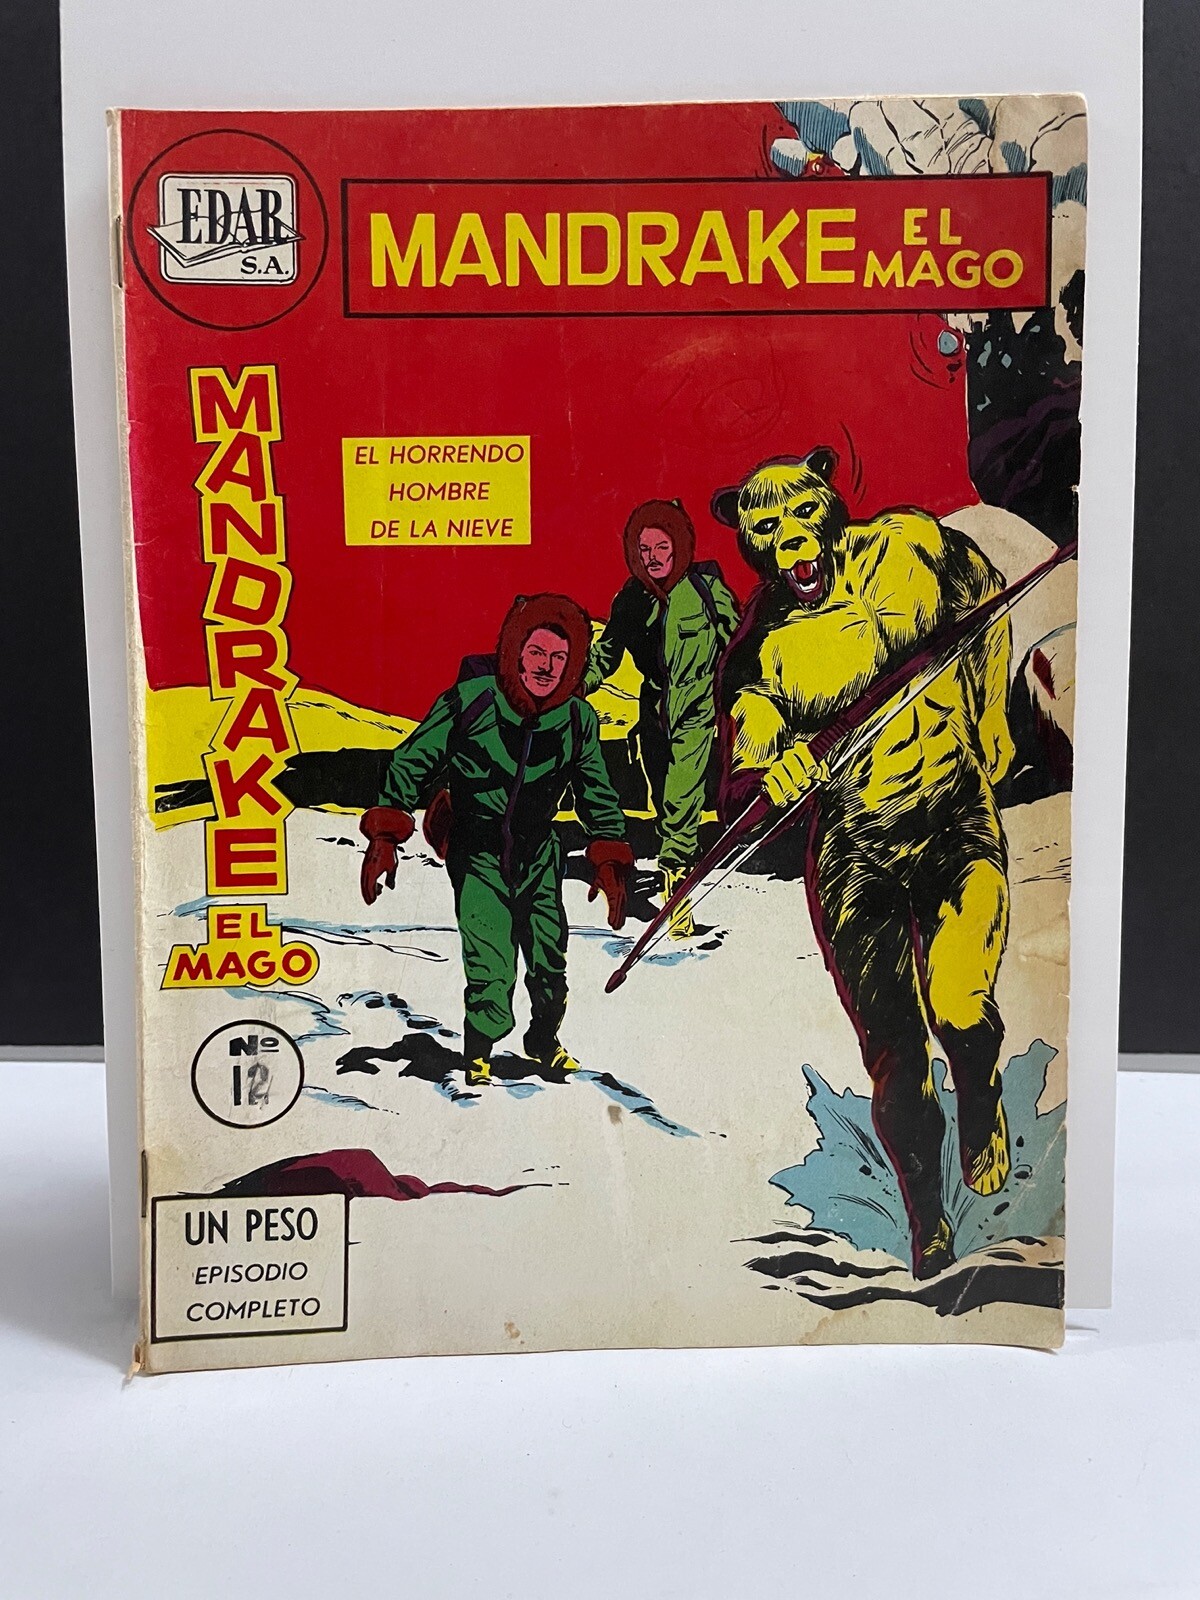 EDAR
S.A.
MANDRAKE EL
MAGO
MANDRAKE
EL
MAGO
EL HORRENDO
HOMBRE
DE LA NIEVE
Nº
12
UN PESO
EPISODIO
COMPLETO